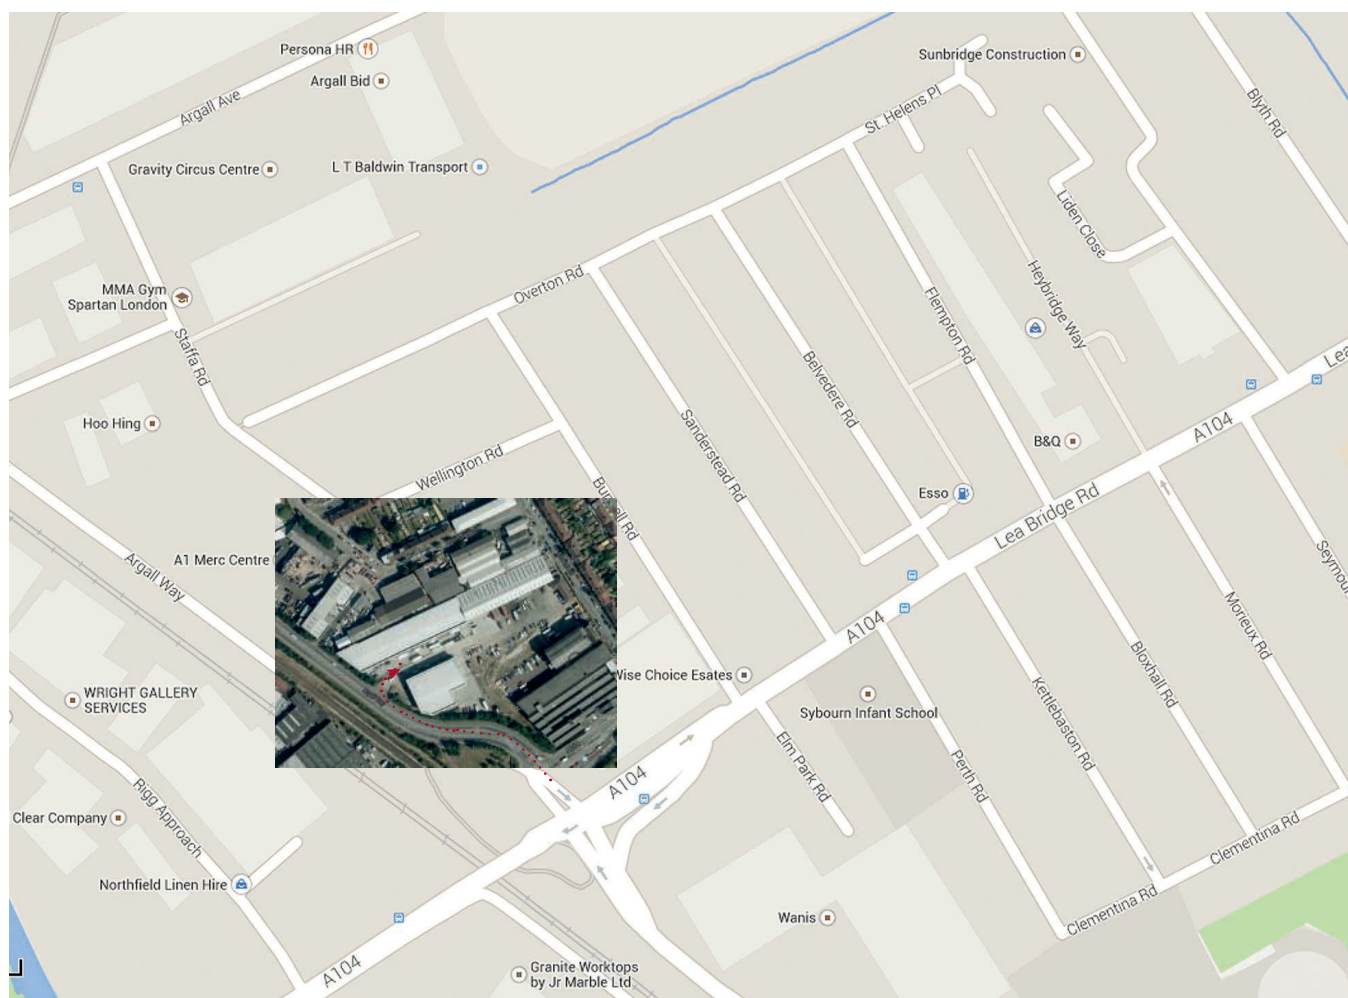 Persona HR
Sunbridge Construction
Argall Bid
Argall Ave
St. Helens Pl
Blyth Rd
Gravity Circus Centre
L T Baldwin Transport
Liden Close
MMA Gym
Spartan London
Overton Rd
Heybridge Way
Flempton Rd
Staffa Rd
Lea
Belvedere Rd
Hoo Hing
Sanderstead Rd
A104
B&Q
Wellington Rd
Esso
Lea Bridge Rd
A1 Merc Centre
Argall Way
Morieux Rd
A104
Bloxhall Rd
Wise Choice Esates
WRIGHT GALLERY
SERVICES
Sybourn Infant School
Kettlebaston Rd
Elm Park Rd
Perth Rd
A104
Rigg Approach
Clear Company
Clementina Rd
Northfield Linen Hire
Clementina Rd
Wanis
A104
Granite Worktops
by Jr Marble Ltd